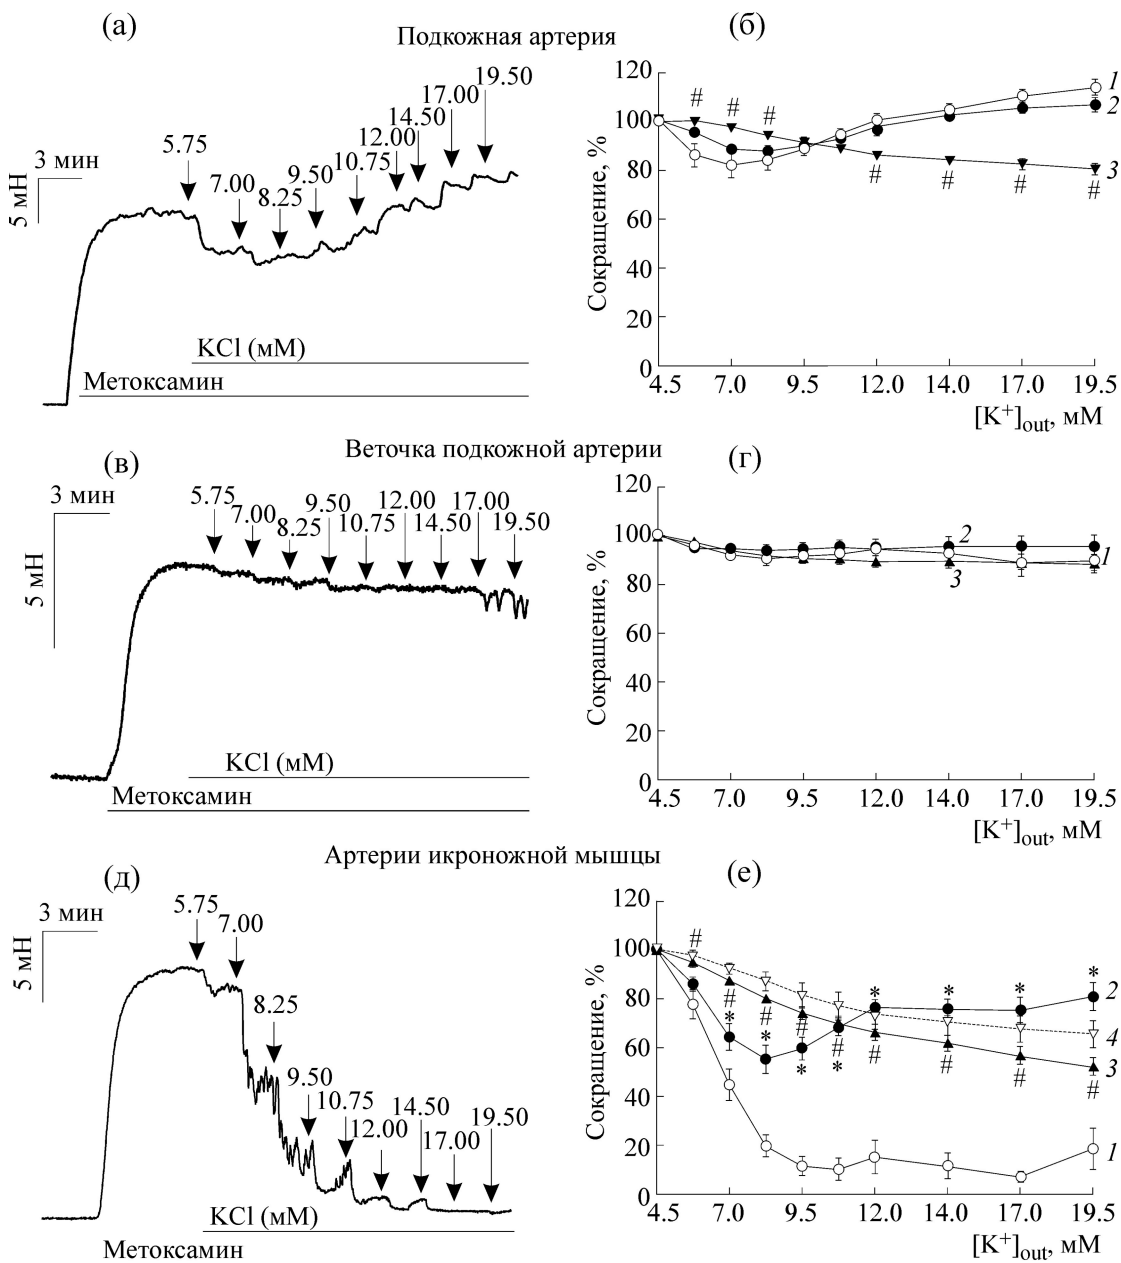 (а)
Подкожная артерия
(б)
3 мин
5 мН
5.75
7.00
8.25
9.50
10.75
12.00
14.50
17.00
19.50
KCl (мМ)
Метоксамин
Сокращение, %
120
100
80
60
40
20
0
4.5 7.0 9.5 12.0 14.0 17.0 19.5
[K+]out, мМ
# # #
# # # #
1
2
3
Веточка подкожной артерии
(в)
(г)
3 мин
5 мН
5.75
7.00
8.25
9.50
10.75
12.00
14.50
17.00
19.50
KCl (мМ)
Метоксамин
Сокращение, %
120
100
80
60
40
20
0
4.5 7.0 9.5 12.0 14.0 17.0 19.5
[K+]out, мМ
2
1
3
Артерии икроножной мышцы
(д)
(е)
3 мин
5 мН
5.75
7.00
8.25
9.50
10.75
12.00
14.50
17.00
19.50
KCl (мМ)
Метоксамин
Сокращение, %
120
100
80
60
40
20
0
4.5 7.0 9.5 12.0 14.0 17.0 19.5
[K+]out, мМ
#
# # # # # # # #
* * * * * * * *
2
4
3
1